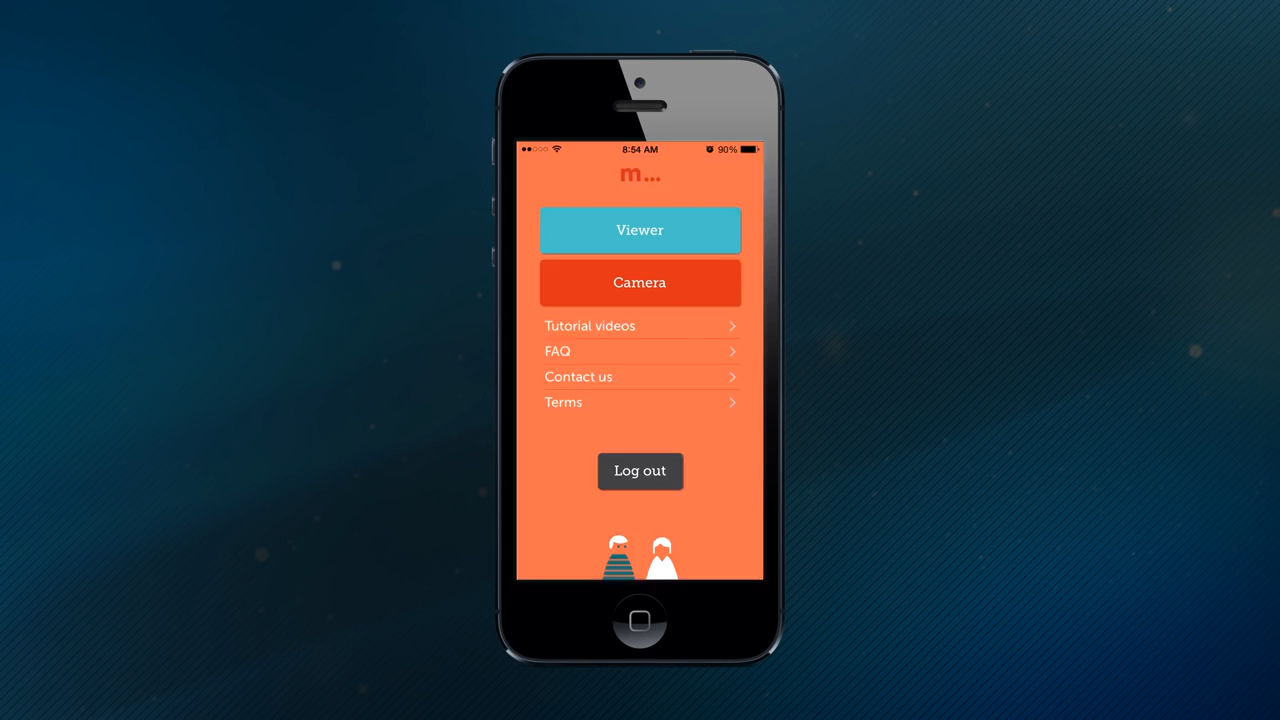 8:54 AM
90%
m...
Viewer
Camera
Tutorial videos
FAQ
Contact us
Terms
Log out